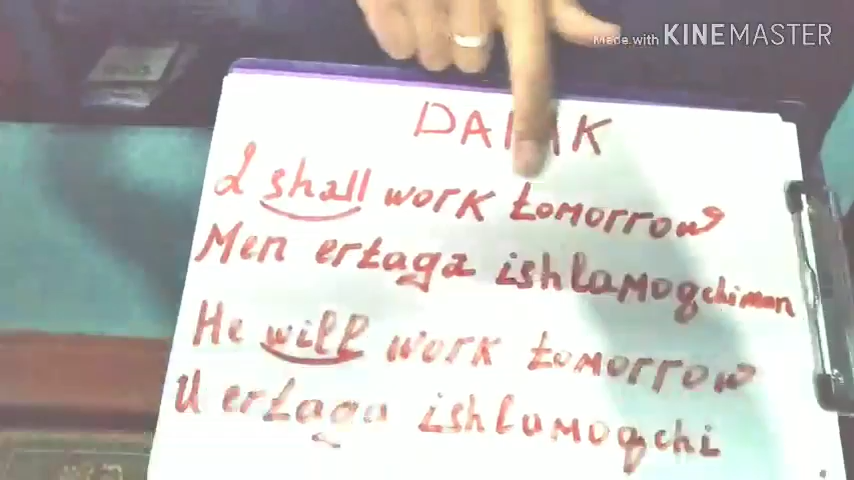 Made with KINEMASTER
I shall work tomorrow
Men ertaga ishlamoqchiman
He will work tomorrow
U ertaga ishlamoqchi